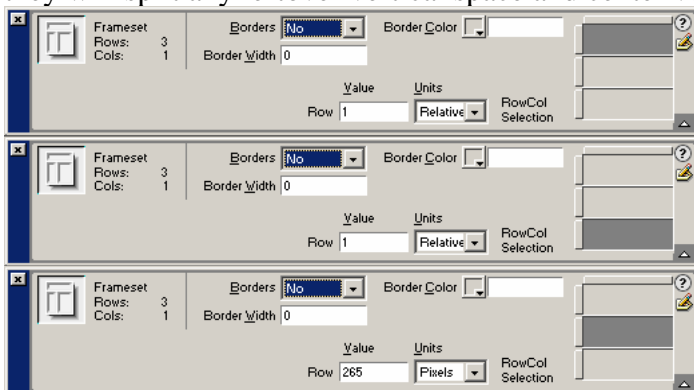 Frameset Borders No Border Color
Rows: 3
Cols: 1 Border Width 0
Value Units
Row 1 Relative RowCol
Selection
Frameset Borders No Border Color
Rows: 3
Cols: 1 Border Width 0
Value Units
Row 1 Relative RowCol
Selection
Frameset Borders No Border Color
Rows: 3
Cols: 1 Border Width 0
Value Units
Row 265 Pixels RowCol
Selection